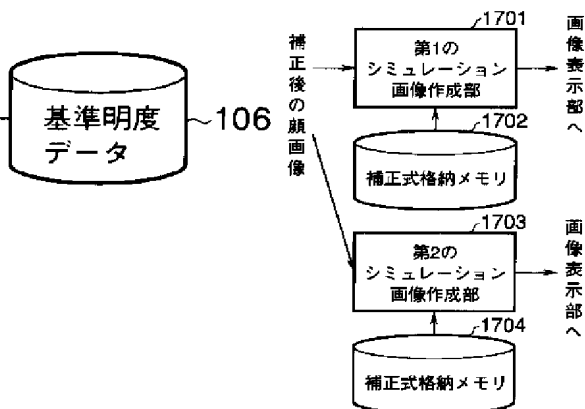 基準明度
データ
106
補正後の顔画像
1701
第1の
シミュレーション
画像作成部
画像表示部へ
1702
補正式格納メモリ
1703
第2の
シミュレーション
画像作成部
画像表示部へ
1704
補正式格納メモリ